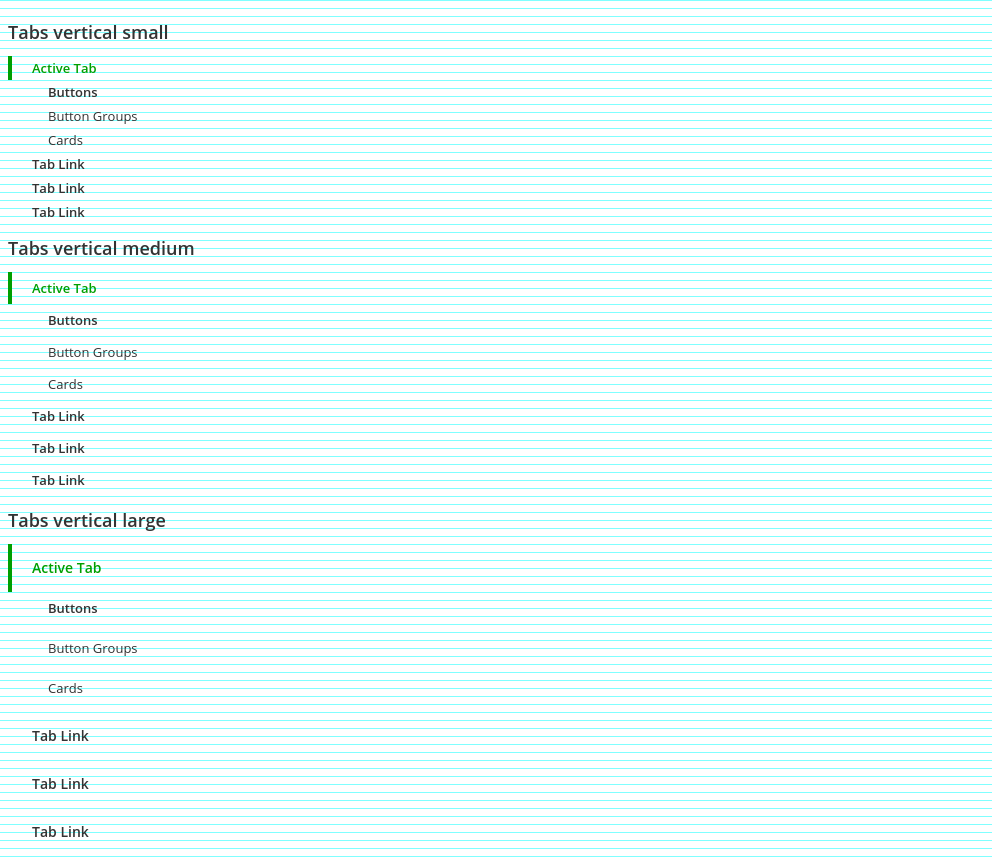 Tabs vertical small
Active Tab
Buttons
Button Groups
Cards
Tab Link
Tab Link
Tab Link
Tabs vertical medium
Active Tab
Buttons
Button Groups
Cards
Tab Link
Tab Link
Tab Link
Tabs vertical large
Active Tab
Buttons
Button Groups
Cards
Tab Link
Tab Link
Tab Link